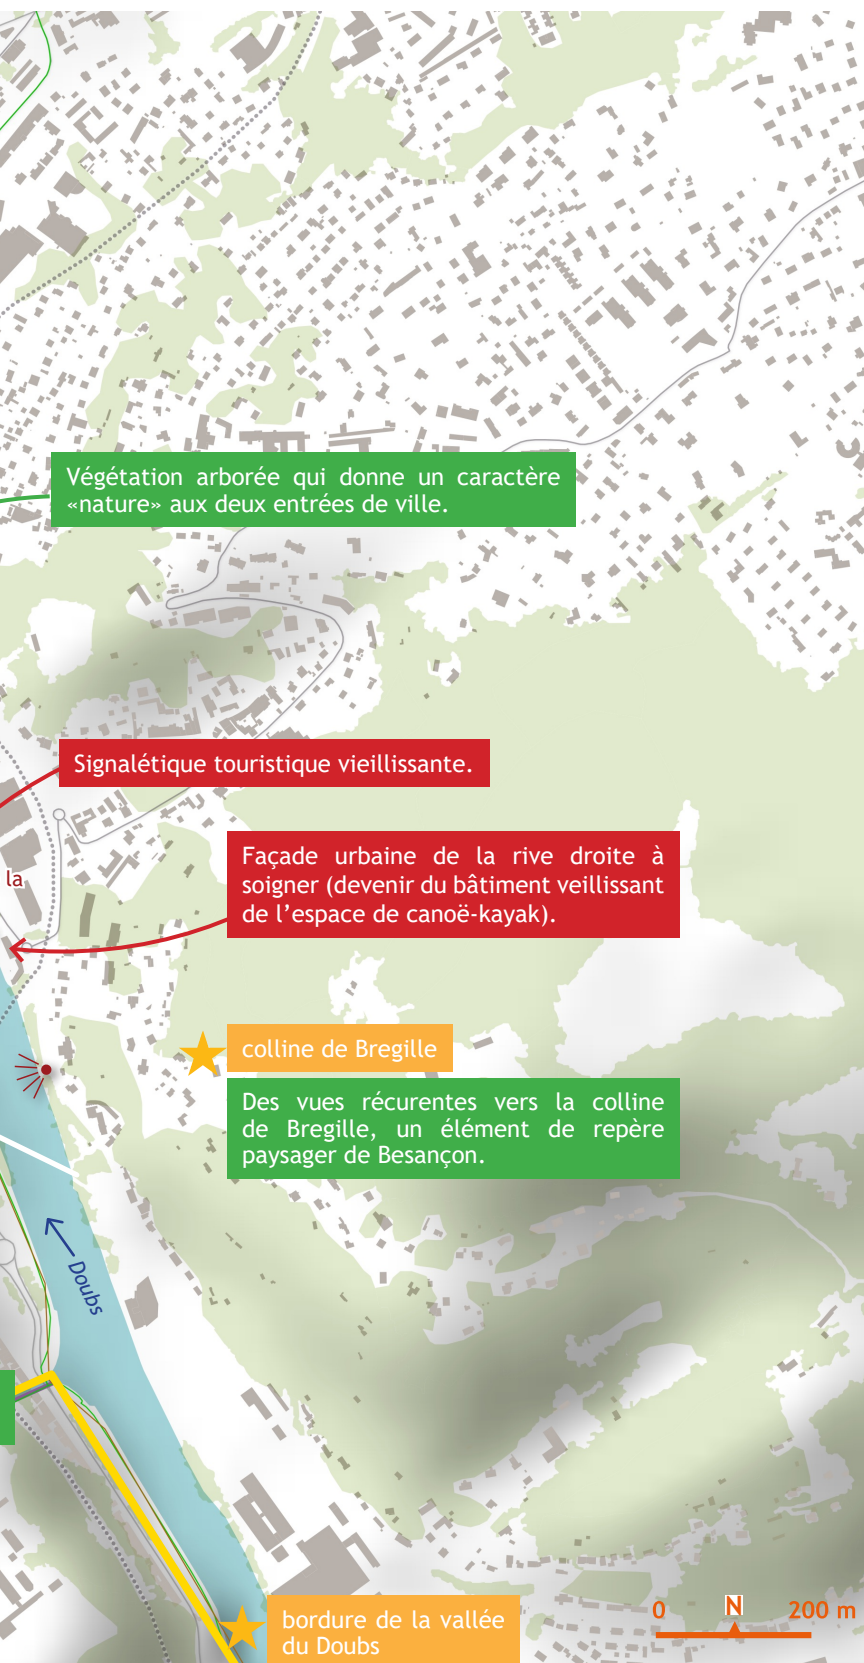 Végétation arborée qui donne un caractère
«nature» aux deux entrées de ville.
Signalétique touristique vieillissante.
Façade urbaine de la rive droite à
soigner (devenir du bâtiment veillissant
de l’espace de canoë-kayak).
la
colline de Bregille
Des vues récurentes vers la colline
de Bregille, un élément de repère
paysager de Besançon.
Doubs
bordure de la vallée
du Doubs
0 N 200 m